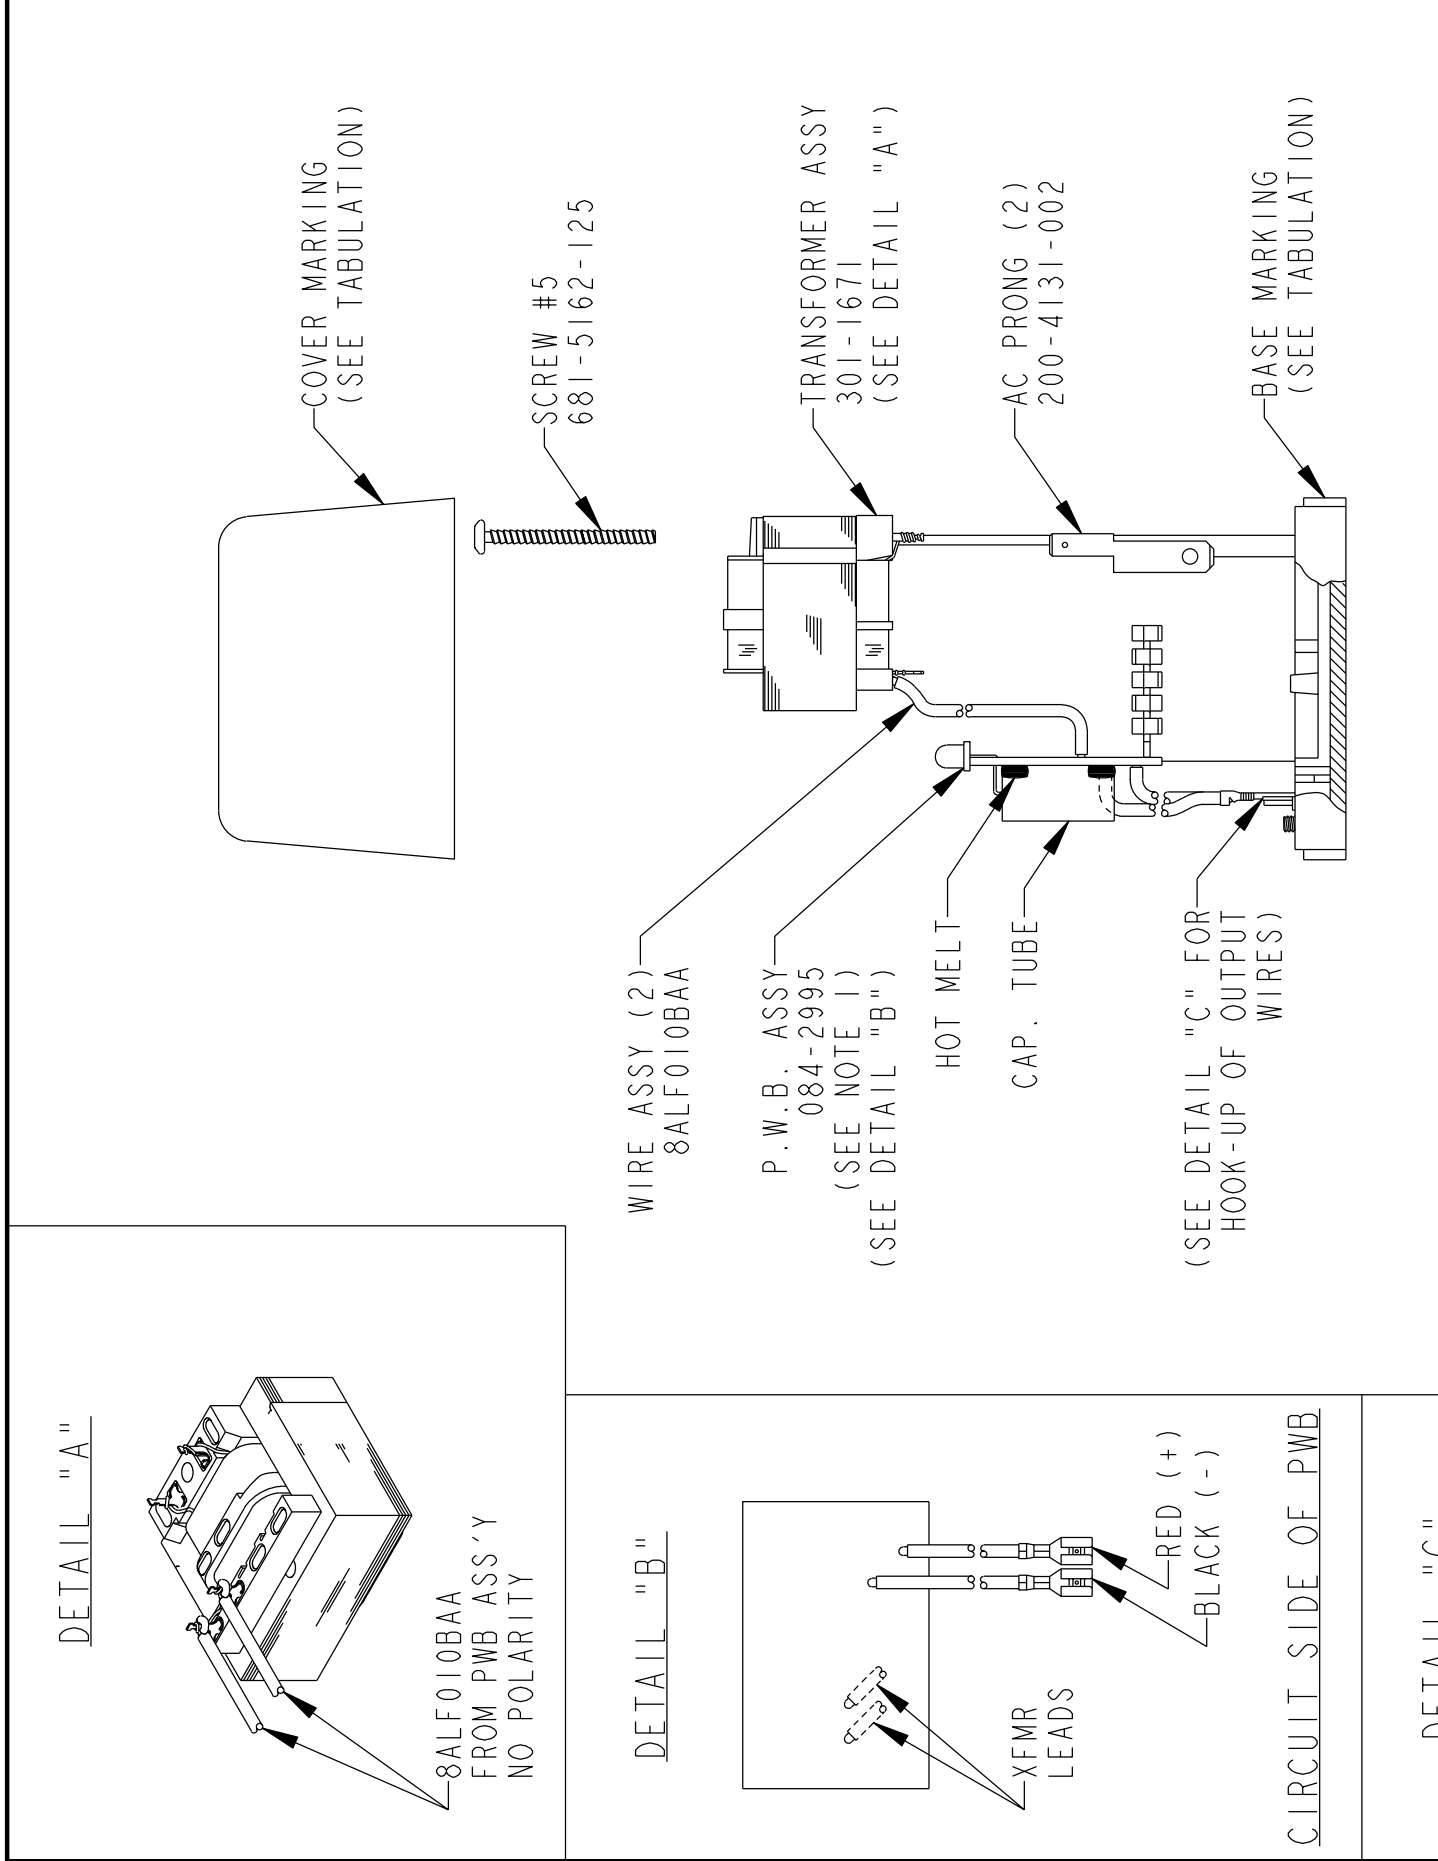 DETAIL "A"
8ALF010BAA
FROM PWB ASS'Y
NO POLARITY
DETAIL "B"
XFMR
LEADS
RED (+)
BLACK (-)
CIRCUIT SIDE OF PWB
DETAIL "C"
COVER MARKING
(SEE TABULATION)
SCREW #5
681-5162-125
TRANSFORMER ASSY
301-1671
(SEE DETAIL "A")
AC PRONG (2)
200-4131-002
BASE MARKING
(SEE TABULATION)
WIRE ASSY (2)
8ALF010BAA
P.W.B. ASSY
084-2995
(SEE NOTE 1)
(SEE DETAIL "B")
HOT MELT
CAP. TUBE
(SEE DETAIL "C" FOR
HOOK-UP OF OUTPUT
WIRES)